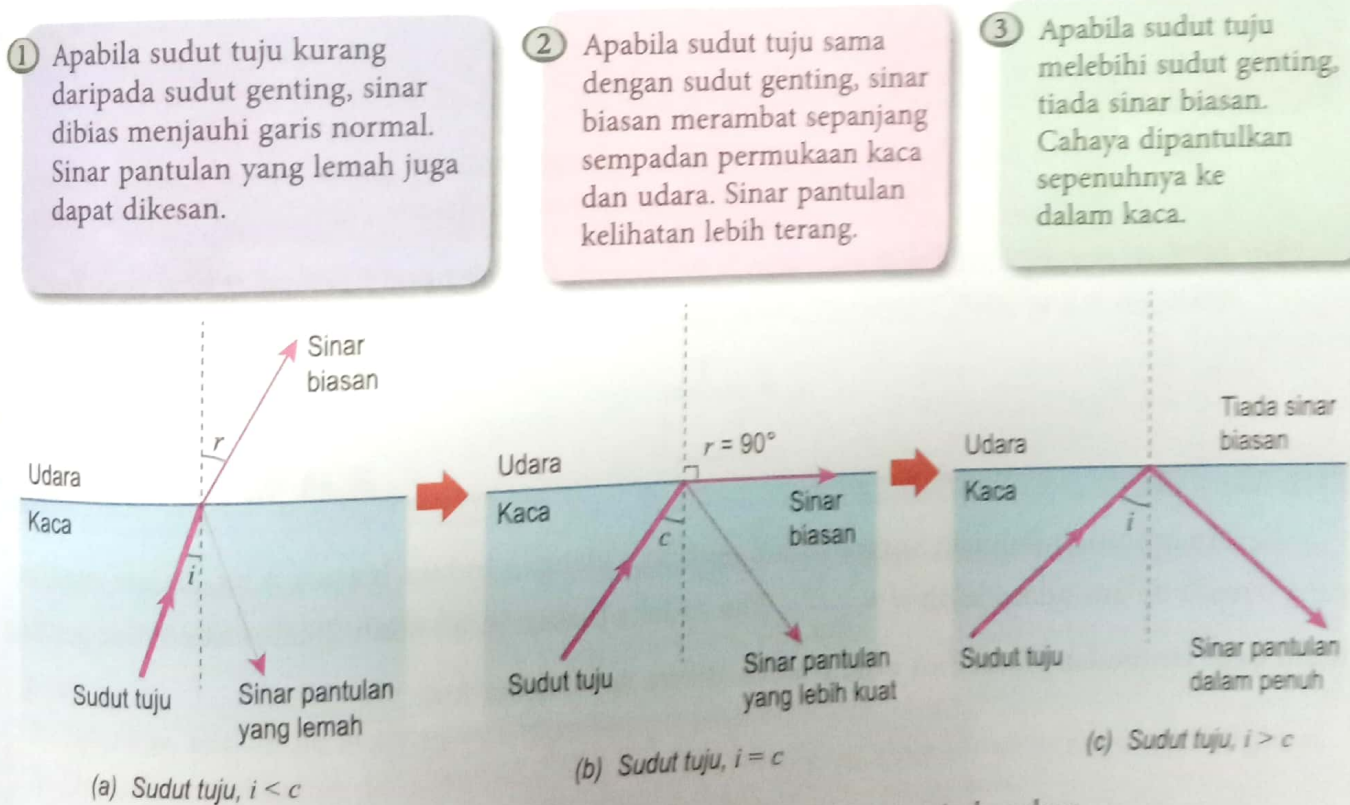 ① Apabila sudut tuju kurang
daripada sudut genting, sinar
dibias menjauhi garis normal.
Sinar pantulan yang lemah juga
dapat dikesan.
② Apabila sudut tuju sama
dengan sudut genting, sinar
biasan merambat sepanjang
sempadan permukaan kaca
dan udara. Sinar pantulan
kelihatan lebih terang.
③ Apabila sudut tuju
melebihi sudut genting,
tiada sinar biasan.
Cahaya dipantulkan
sepenuhnya ke
dalam kaca.
Sinar
biasan
r
Udara
Kaca
i
Sudut tuju
Sinar pantulan
yang lemah
(a) Sudut tuju, i < c
r = 90°
Udara
Kaca
Sinar
biasan
c
Sudut tuju
Sinar pantulan
yang lebih kuat
(b) Sudut tuju, i = c
Tiada sinar
biasan
Udara
Kaca
i
Sudut tuju
Sinar pantulan
dalam penuh
(c) Sudut tuju, i > c